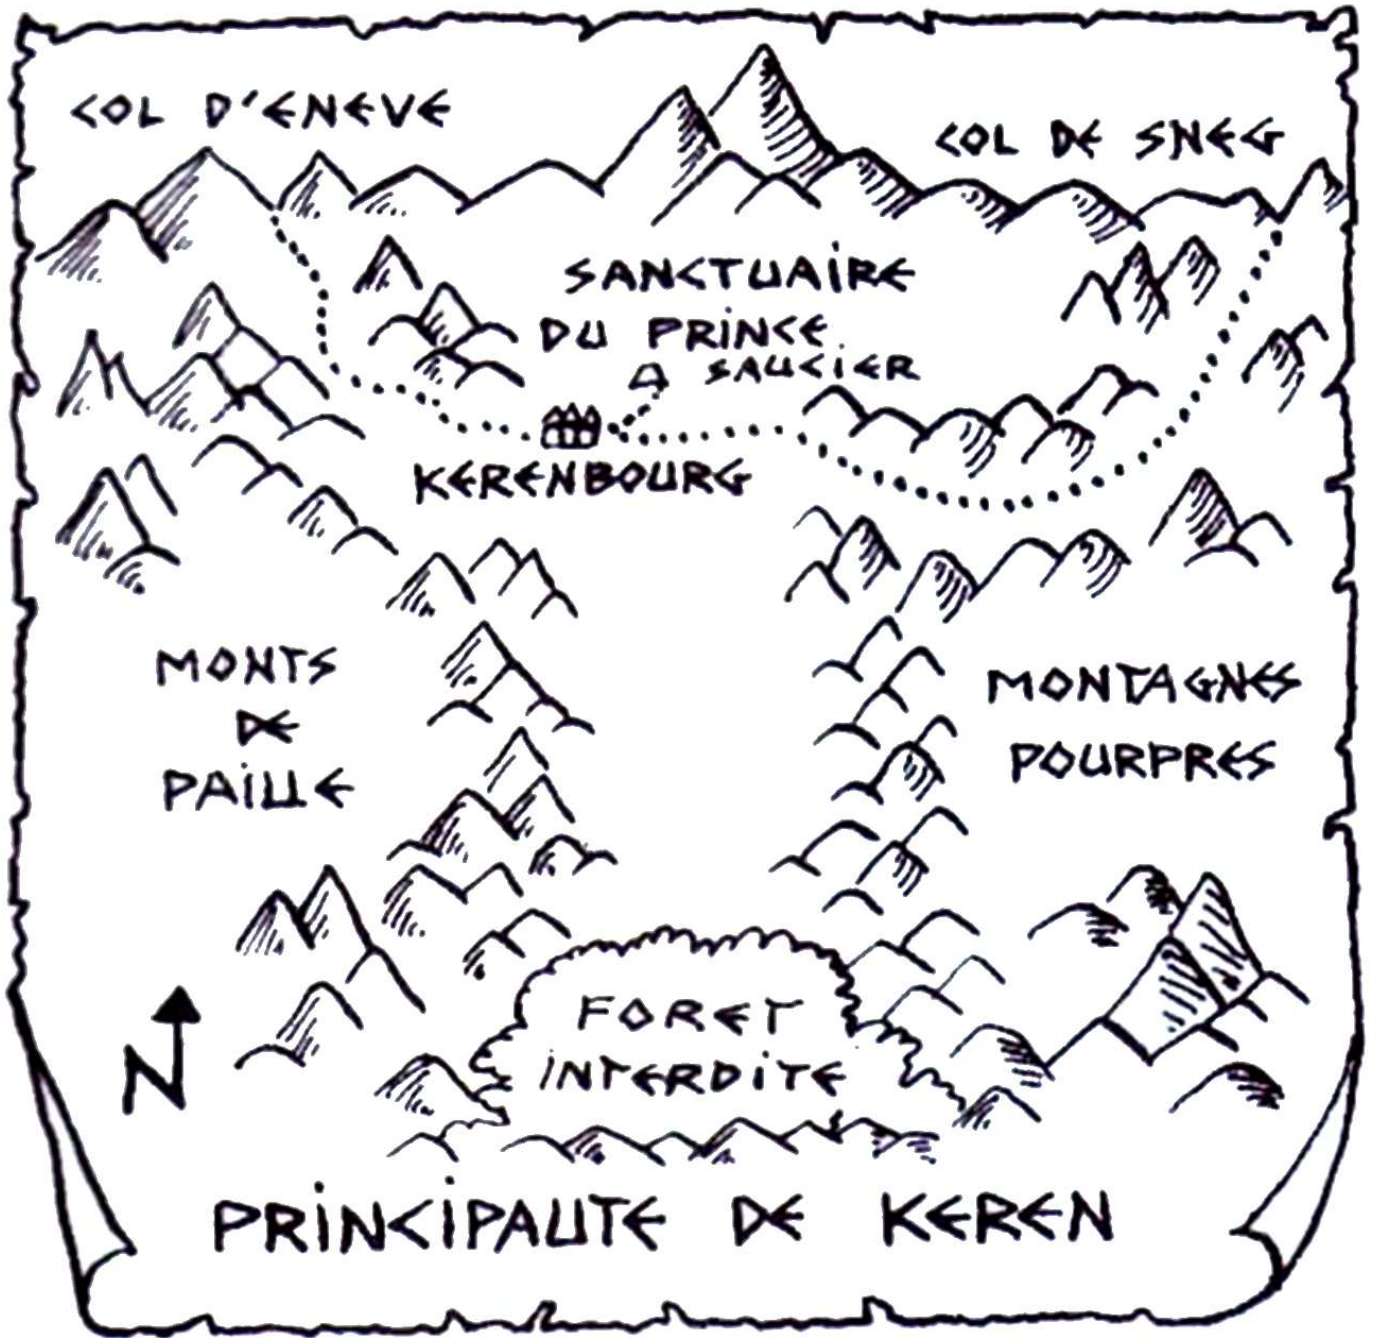 COL D'ENEVE
COL DE SNEG
SANCTUAIRE
DU PRINCE
SAUCIER
KERENBOURG
MONTS
DE
PAILLE
MONTAGNES
POURPRES
FORET
INTERDITE
N
PRINCIPAUTE DE KEREN